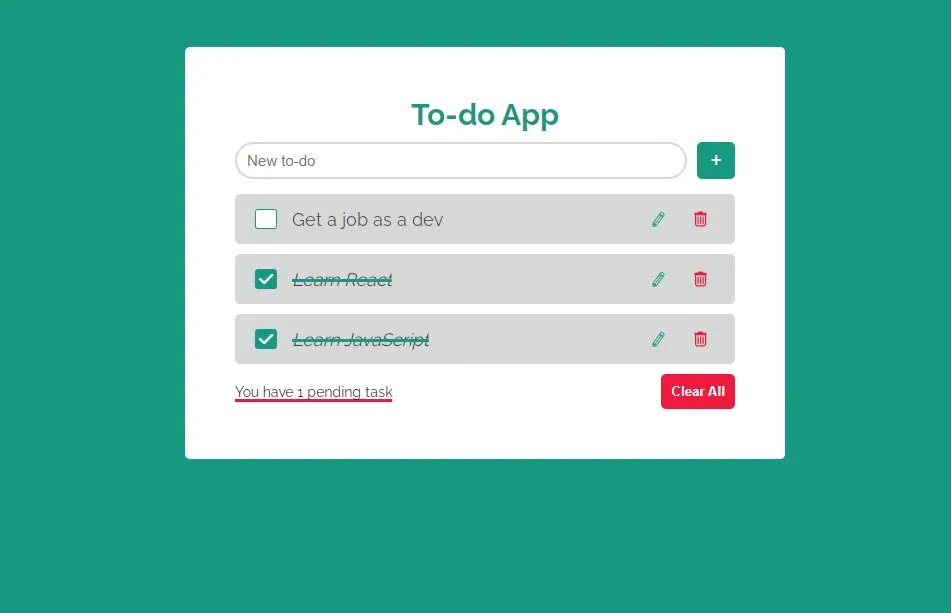 To-do App
New to-do
+
Get a job as a dev
Learn React
Learn JavaScript
You have 1 pending task
Clear All